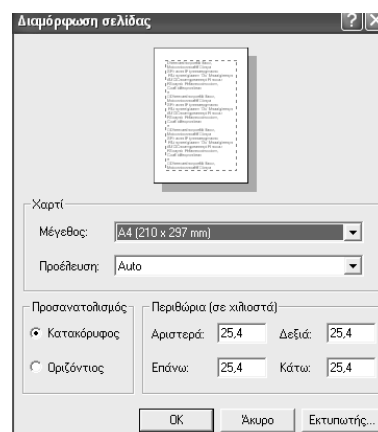 Διαμόρφωση σελίδας
Χαρτί
Μέγεθος: A4 (210 x 297 mm)
Προέλευση: Auto
Προσανατολισμός
Περιθώρια (σε χιλιοστά)
Κατακόρυφος
Αριστερά: 25,4 Δεξιά: 25,4
Οριζόντιος
Επάνω: 25,4 Κάτω: 25,4
OK Άκυρο Εκτυπωτής...